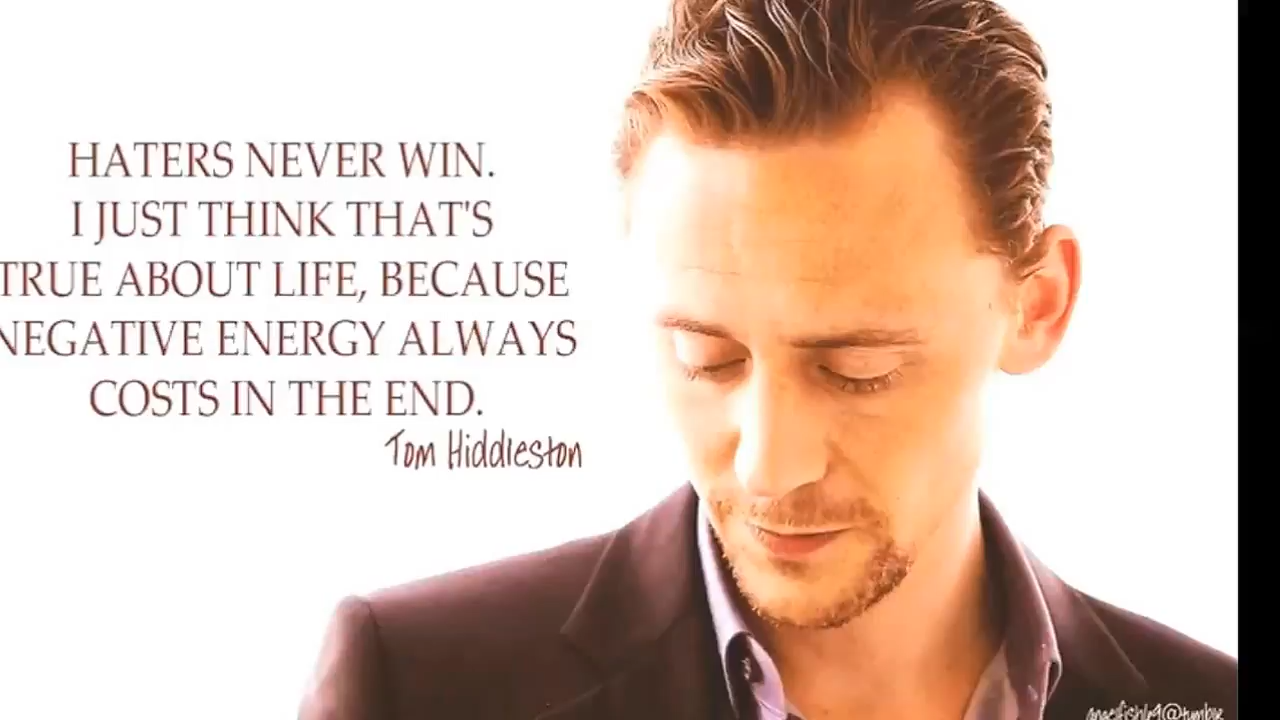 HATERS NEVER WIN.
I JUST THINK THAT'S
TRUE ABOUT LIFE, BECAUSE
NEGATIVE ENERGY ALWAYS
COSTS IN THE END.
Tom Hiddleston